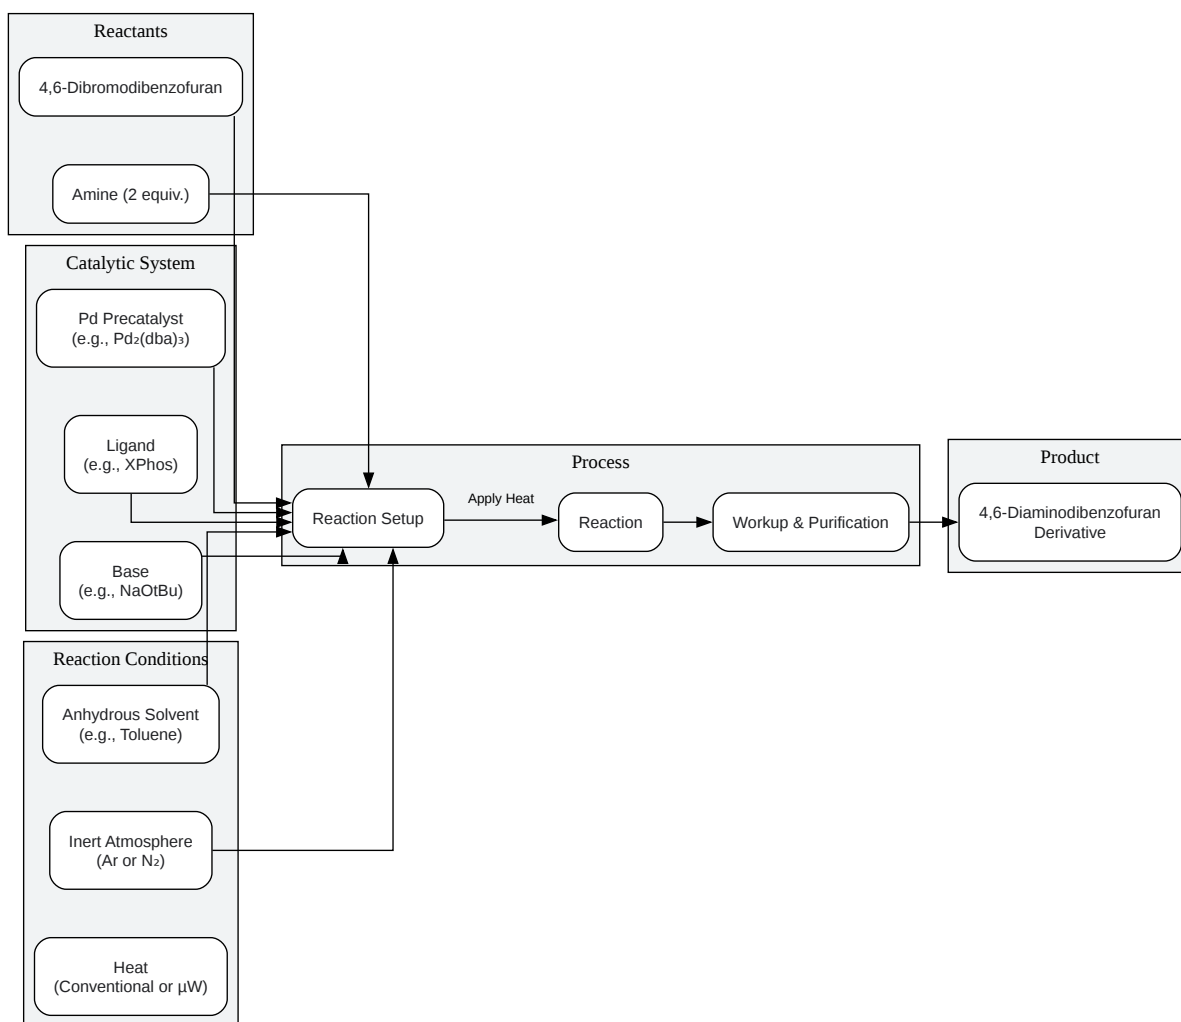 Reactants
4,6-Dibromodibenzofuran
Amine (2 equiv.)
Catalytic System
Pd Precatalyst
(e.g., Pd₂(dba)₃)
Ligand
(e.g., XPhos)
Base
(e.g., NaOtBu)
Reaction Conditions
Anhydrous Solvent
(e.g., Toluene)
Inert Atmosphere
(Ar or N₂)
Heat
(Conventional or µW)
Process
Reaction Setup
Apply Heat
Reaction
Workup & Purification
Product
4,6-Diaminodibenzofuran
Derivative